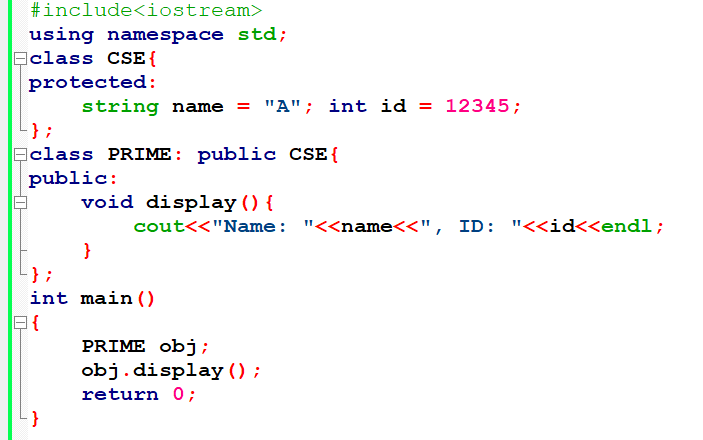 #include<iostream>
using namespace std;
class CSE{
protected:
    string name = "A"; int id = 12345;
};
class PRIME: public CSE{
public:
    void display(){
        cout<<"Name: "<<name<<", ID: "<<id<<endl;
    }
};
int main()
{
    PRIME obj;
    obj.display();
    return 0;
}